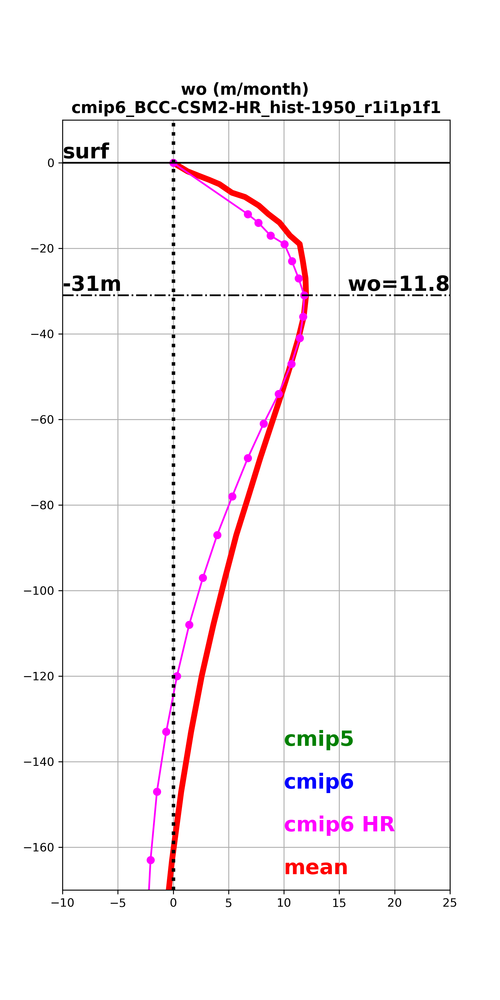 wo (m/month)
cmip6_BCC-CSM2-HR_hist-1950_r1i1p1f1
surf
0
−20
-31m wo=11.8
−40
−60
−80
−100
−120
cmip5
−140
cmip6
cmip6 HR
−160
mean
−10 −5 0 5 10 15 20 25